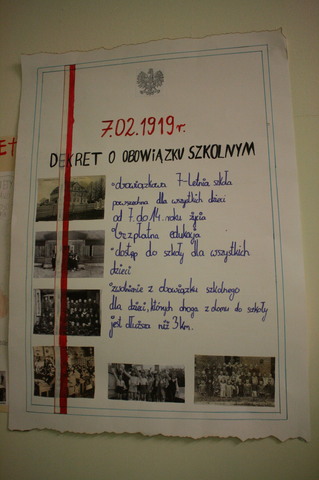 7.02.1919r.
DEKRET O OBOWIĄZKU SZKOLNYM
*obowiązkowa 7-letnia szkoła
powszechna dla wszystkich dzieci
od 7 do 14 roku życia
*bezpłatna edukacja
*dostęp do szkoły dla wszystkich
dzieci
*zwolnienie z obowiązku szkolnego
dla dzieci, których droga z domu do szkoły
jest dłuższa niż 3km.